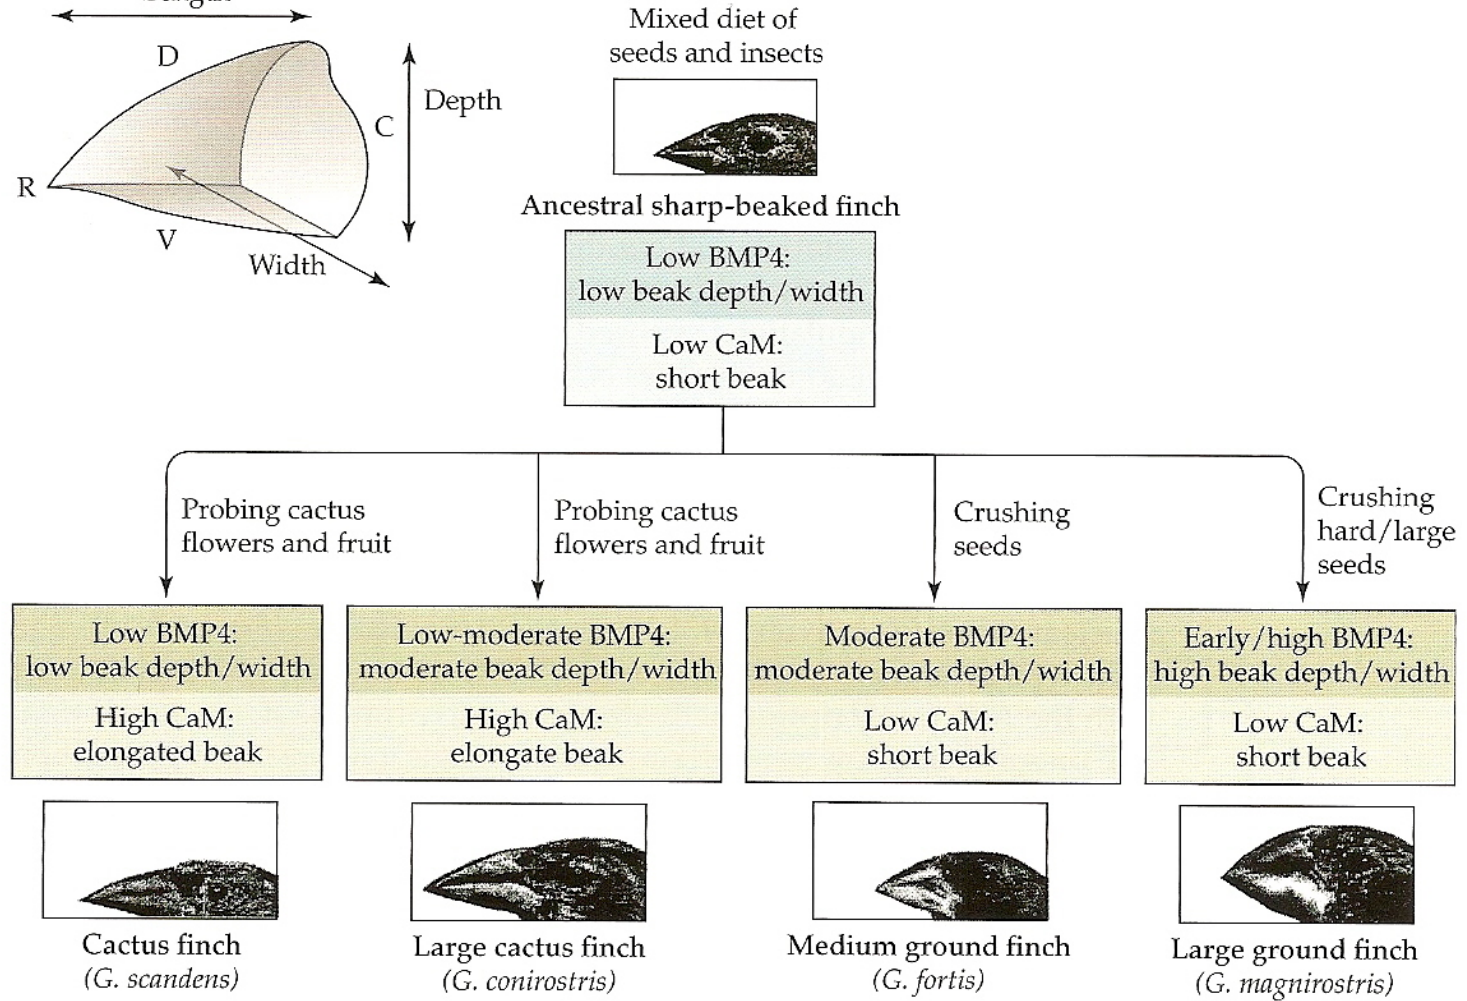 D
C
R
V
Depth
Width
Mixed diet of
seeds and insects
Ancestral sharp-beaked finch
Low BMP4:
low beak depth/width
Low CaM:
short beak
Probing cactus
flowers and fruit
Probing cactus
flowers and fruit
Crushing
seeds
Crushing
hard/large
seeds
Low BMP4:
low beak depth/width
High CaM:
elongated beak
Low-moderate BMP4:
moderate beak depth/width
High CaM:
elongate beak
Moderate BMP4:
moderate beak depth/width
Low CaM:
short beak
Early/high BMP4:
high beak depth/width
Low CaM:
short beak
Cactus finch
(G. scandens)
Large cactus finch
(G. conirostris)
Medium ground finch
(G. fortis)
Large ground finch
(G. magnirostris)